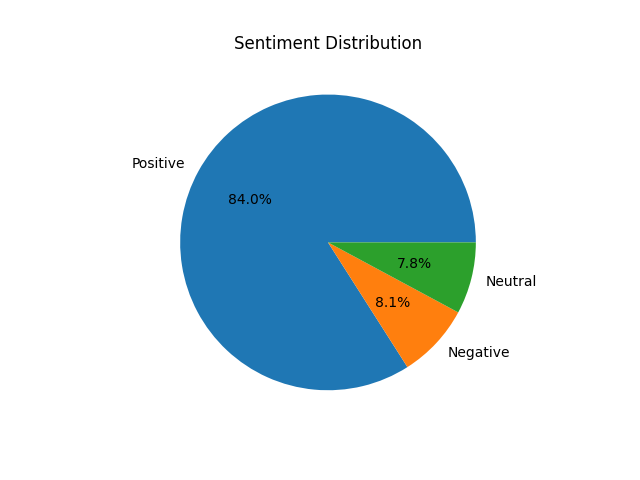 Sentiment Distribution
Positive
84.0%
7.8%
Neutral
8.1%
Negative